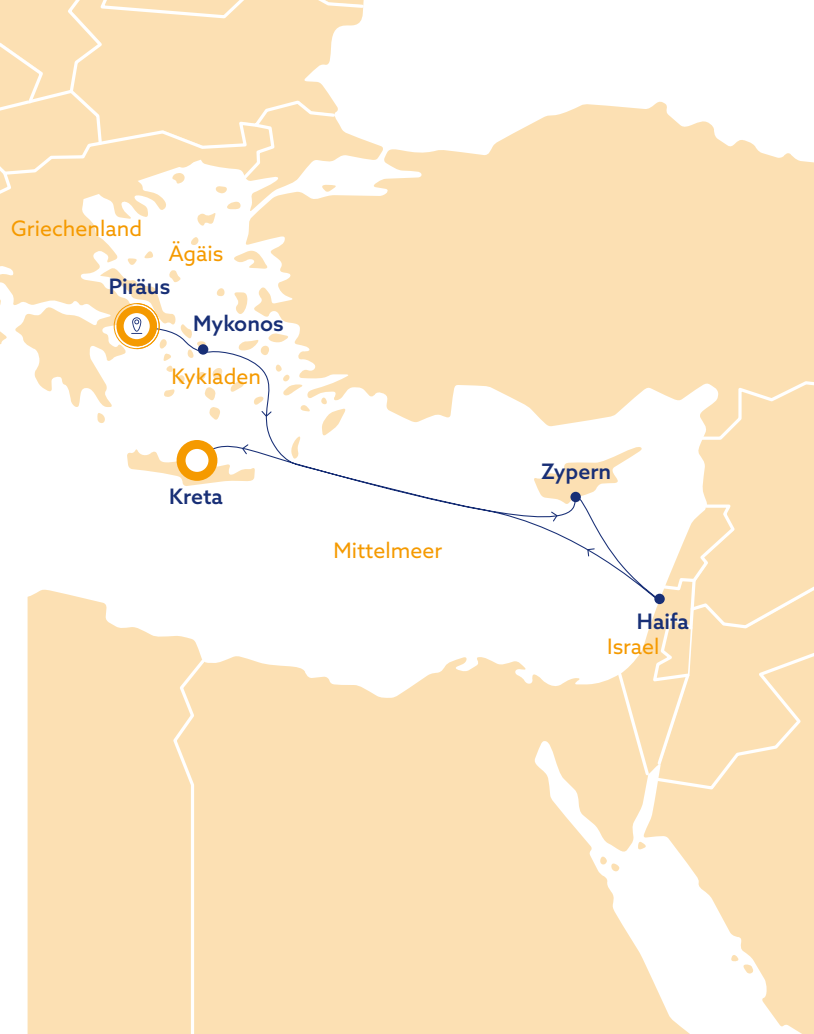 Griechenland
Ägäis
Piräus
Mykonos
Kykladen
Kreta
Zypern
Mittelmeer
Haifa
Israel